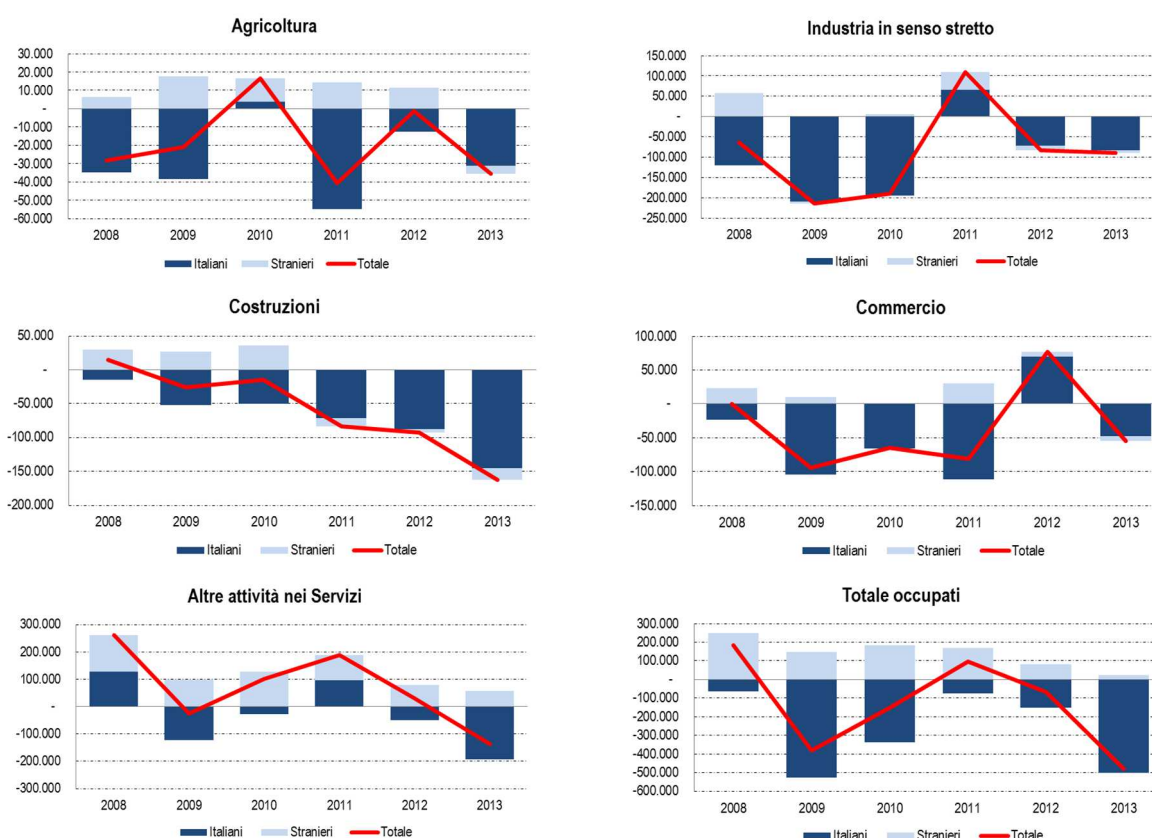 Agricoltura
30.000
20.000
10.000
-
-10.000
-20.000
-30.000
-40.000
-50.000
-60.000
2008 2009 2010 2011 2012 2013
Italiani Stranieri Totale
Industria in senso stretto
150.000
100.000
50.000
-
-50.000
-100.000
-150.000
-200.000
-250.000
2008 2009 2010 2011 2012 2013
Italiani Stranieri Totale
Costruzioni
50.000
-
-50.000
-100.000
-150.000
-200.000
2008 2009 2010 2011 2012 2013
Italiani Stranieri Totale
Commercio
100.000
50.000
-
-50.000
-100.000
-150.000
2008 2009 2010 2011 2012 2013
Italiani Stranieri Totale
Altre attività nei Servizi
300.000
200.000
100.000
-
-100.000
-200.000
-300.000
2008 2009 2010 2011 2012 2013
Italiani Stranieri Totale
Totale occupati
300.000
200.000
100.000
-
-100.000
-200.000
-300.000
-400.000
-500.000
-600.000
2008 2009 2010 2011 2012 2013
Italiani Stranieri Totale